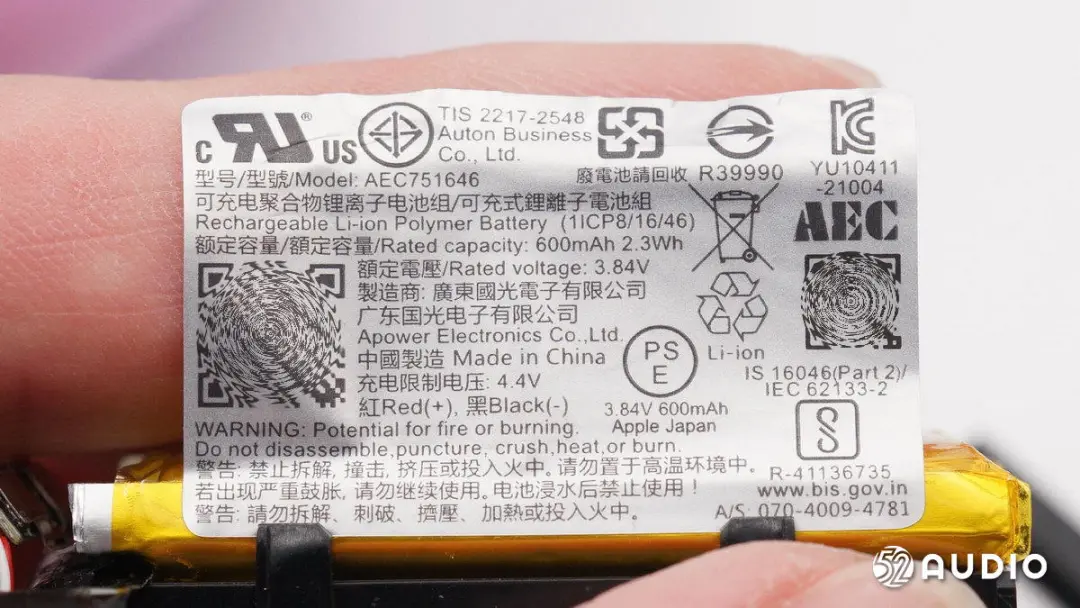 c RU® US
TIS 2217-2548
Auton Business
Co., Ltd.
廢電池請回收
R39990
YU10411
-21004
型号/型號/Model: AEC751646
可充电聚合物锂离子电池组/可充式鋰離子電池組
Rechargeable Li-ion Polymer Battery (1ICP8/16/46)
AEC
额定容量/額定容量/Rated capacity: 600mAh 2.3Wh
額定電壓/Rated voltage: 3.84V
製造商: 廣東國光電子有限公司
广东国光电子有限公司
Apower Electronics Co.,Ltd.
中國製造 Made in China
充电限制电压: 4.4V
紅Red(+), 黑Black(-)
PS
E
3.84V 600mAh
Apple Japan
Li-ion
IS 16046(Part 2)/
IEC 62133-2
S
R-41136735
www.bis.gov.in
A/S: 070-4009-4781
WARNING: Potential for fire or burning.
Do not disassemble,puncture, crush,heat,or burn.
警告: 禁止拆解, 撞击, 挤压或投入火中。请勿置于高温环境中。
若出现严重鼓胀, 请勿继续使用。电池浸水后禁止使用！
警告: 請勿拆解、刺破、擠壓、加熱或投入火中。
52 AUDIO